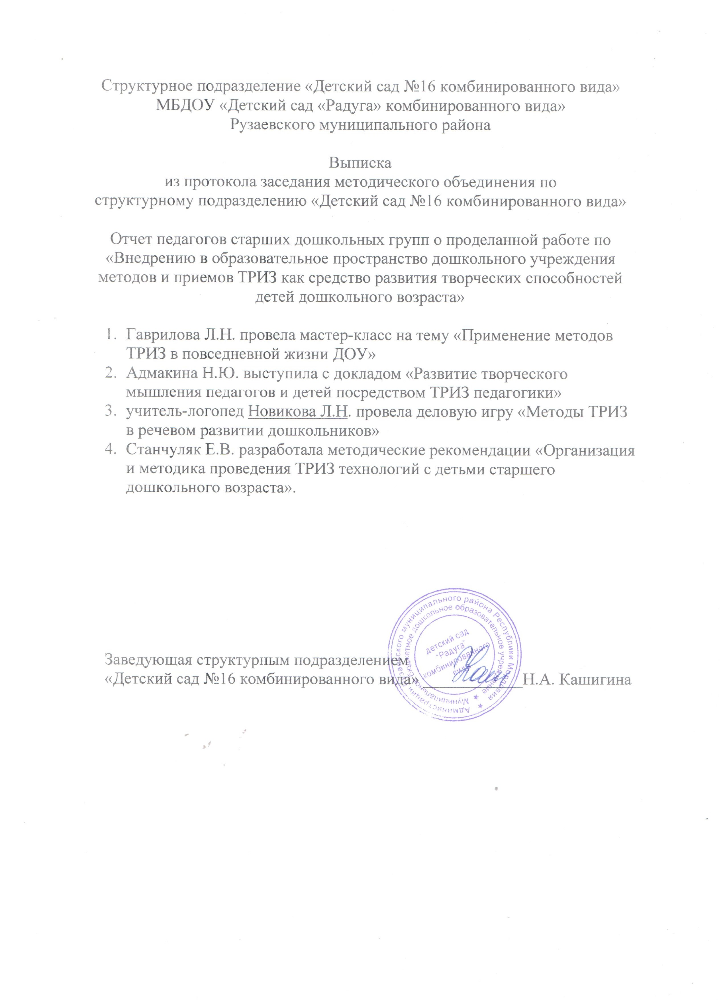 Структурное подразделение «Детский сад №16 комбинированного вида»
МБДОУ «Детский сад «Радуга» комбинированного вида»
Рузаевского муниципального района
Выписка
из протокола заседания методического объединения по
структурному подразделению «Детский сад №16 комбинированного вида»
Отчет педагогов старших дошкольных групп о проделанной работе по
«Внедрению в образовательное пространство дошкольного учреждения
методов и приемов ТРИЗ как средство развития творческих способностей
детей дошкольного возраста»
1. Гаврилова Л.Н. провела мастер-класс на тему «Применение методов
ТРИЗ в повседневной жизни ДОУ»
2. Адмакина Н.Ю. выступила с докладом «Развитие творческого
мышления педагогов и детей посредством ТРИЗ педагогики»
3. учитель-логопед Новикова Л.Н. провела деловую игру «Методы ТРИЗ
в речевом развитии дошкольников»
4. Станчуляк Е.В. разработала методические рекомендации «Организация
и методика проведения ТРИЗ технологий с детьми старшего
дошкольного возраста».
Заведующая структурным подразделением
«Детский сад №16 комбинированного вида» ____________Н.А. Кашигина
Администрации Рузаевского муниципального района Республики Мордовия ★
Муниципальное бюджетное дошкольное образовательное учреждение ★
детский сад
"Радуга"
комбинированного
вида